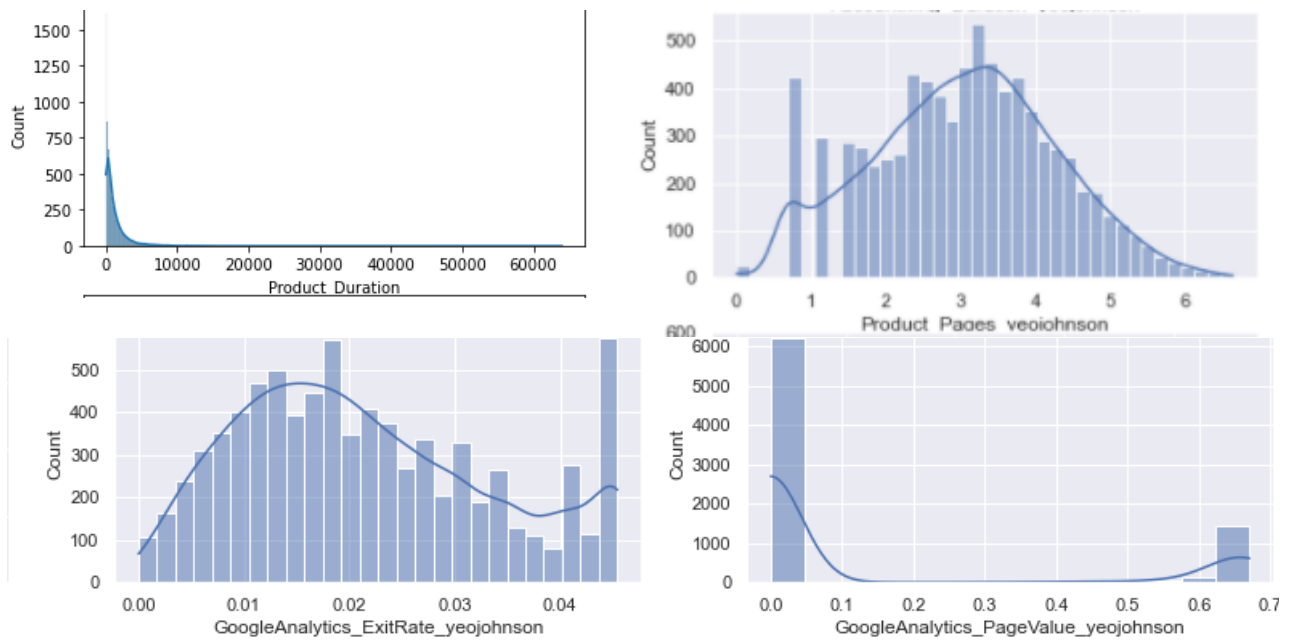 1500
1250
1000
750
500
250
0
Count
0 10000 20000 30000 40000 50000 60000
Product_Duration
500
400
300
200
100
0
Count
0 1 2 3 4 5 6
Product_Pages_yeojohnson
500
400
300
200
100
0
Count
0.00 0.01 0.02 0.03 0.04
GoogleAnalytics_ExitRate_yeojohnson
600
6000
5000
4000
3000
2000
1000
0
Count
0.0 0.1 0.2 0.3 0.4 0.5 0.6 0.7
GoogleAnalytics_PageValue_yeojohnson